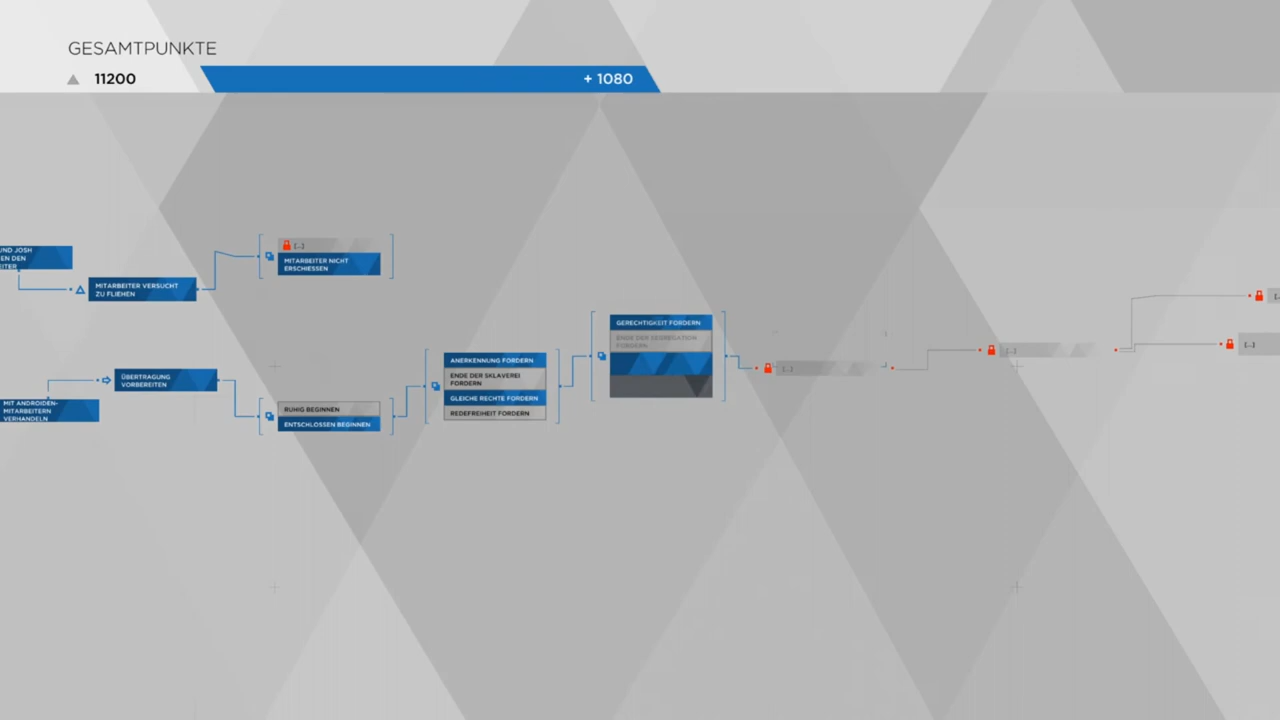 GESAMTPUNKTE
11200
+ 1080
UND JOSH
EN DEN
EITER
MITARBEITER VERSUCHT
ZU FLIEHEN
[...]
MITARBEITER NICHT
ERSCHIESSEN
MIT ANDROIDEN-
MITARBEITERN
VERHANDELN
ÜBERTRAGUNG
VORBEREITEN
RUHIG BEGINNEN
ENTSCHLOSSEN BEGINNEN
ANERKENNUNG FORDERN
ENDE DER SKLAVEREI
FORDERN
GLEICHE RECHTE FORDERN
REDEFREIHEIT FORDERN
GERECHTIGKEIT FORDERN
ENDE DER SEGREGATION
FORDERN
[...]
[...]
[...]